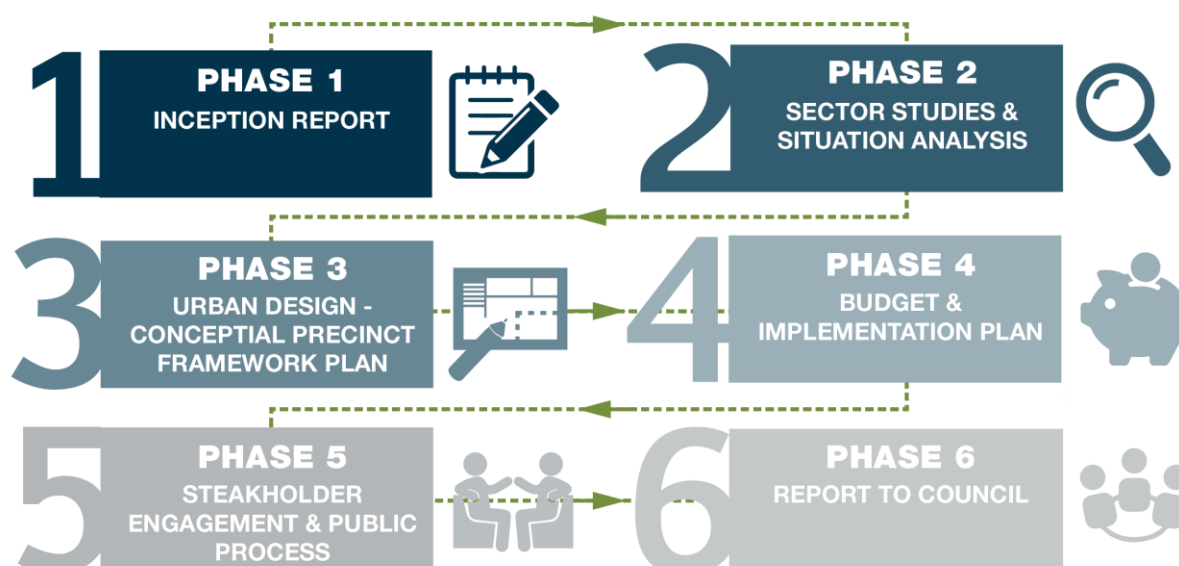 1
PHASE 1
INCEPTION REPORT
2
PHASE 2
SECTOR STUDIES &
SITUATION ANALYSIS
3
PHASE 3
URBAN DESIGN -
CONCEPTIAL PRECINCT
FRAMEWORK PLAN
4
PHASE 4
BUDGET &
IMPLEMENTATION PLAN
5
PHASE 5
STEAKHOLDER
ENGAGEMENT & PUBLIC
PROCESS
6
PHASE 6
REPORT TO COUNCIL